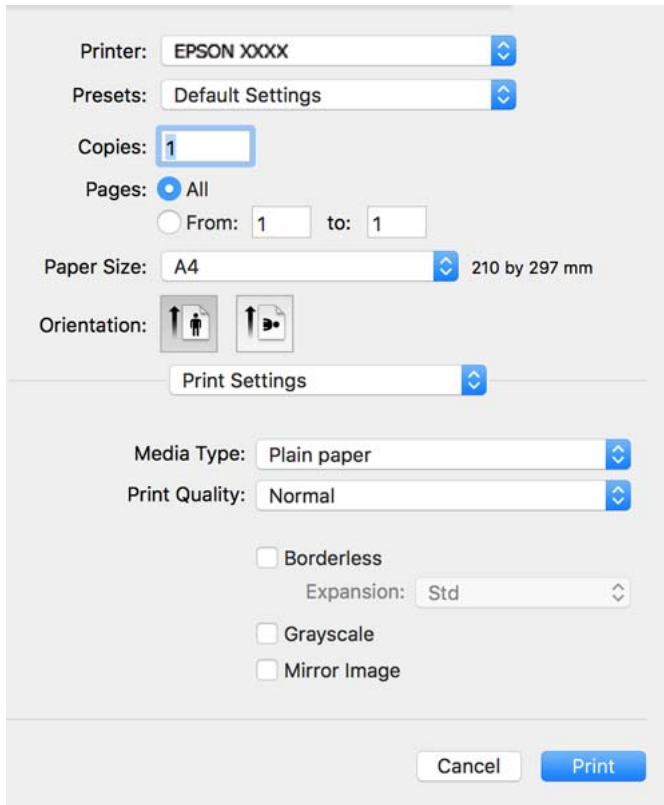 Printer: EPSON XXXX
Presets: Default Settings
Copies: 1
Pages: All
From: 1 to: 1
Paper Size: A4 210 by 297 mm
Orientation:
Print Settings
Media Type: Plain paper
Print Quality: Normal
Borderless
Expansion: Std
Grayscale
Mirror Image
Cancel Print